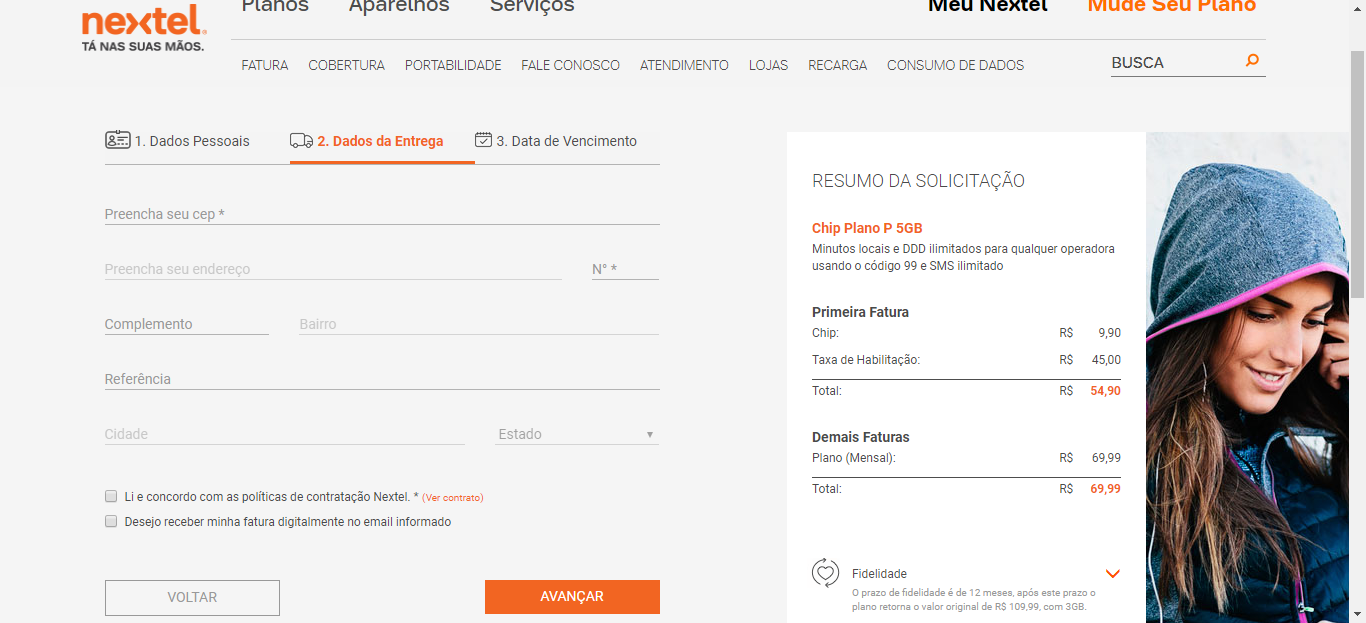 nextel
TÁ NAS SUAS MÃOS.
Planos Aparelhos Serviços Meu Nextel Mude Seu Plano
FATURA COBERTURA PORTABILIDADE FALE CONOSCO ATENDIMENTO LOJAS RECARGA CONSUMO DE DADOS BUSCA
1. Dados Pessoais 2. Dados da Entrega 3. Data de Vencimento
Preencha seu cep *
Preencha seu endereço Nº *
Complemento Bairro
Referência
Cidade Estado
Li e concordo com as políticas de contratação Nextel. * (Ver contrato)
Desejo receber minha fatura digitalmente no email informado
VOLTAR AVANÇAR
RESUMO DA SOLICITAÇÃO
Chip Plano P 5GB
Minutos locais e DDD ilimitados para qualquer operadora
usando o código 99 e SMS ilimitado
Primeira Fatura
Chip: R$ 9,90
Taxa de Habilitação: R$ 45,00
Total: R$ 54,90
Demais Faturas
Plano (Mensal): R$ 69,99
Total: R$ 69,99
Fidelidade
O prazo de fidelidade é de 12 meses, após este prazo o
plano retorna o valor original de R$ 109,99, com 3GB.